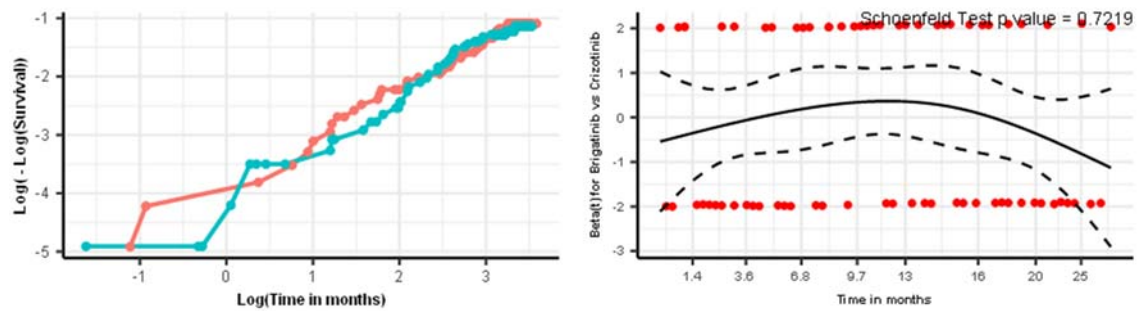 -1
-2
-3
-4
-5
Log( - Log(Survival))
-1 0 1 2 3
Log(Time in months)
Schoenfeld Test p value = 0.7219
2
1
0
-1
-2
-3
Beta(t) for Brigatinib vs Crizotinib
1.4 3.6 6.8 9.7 13 16 20 25
Time in months